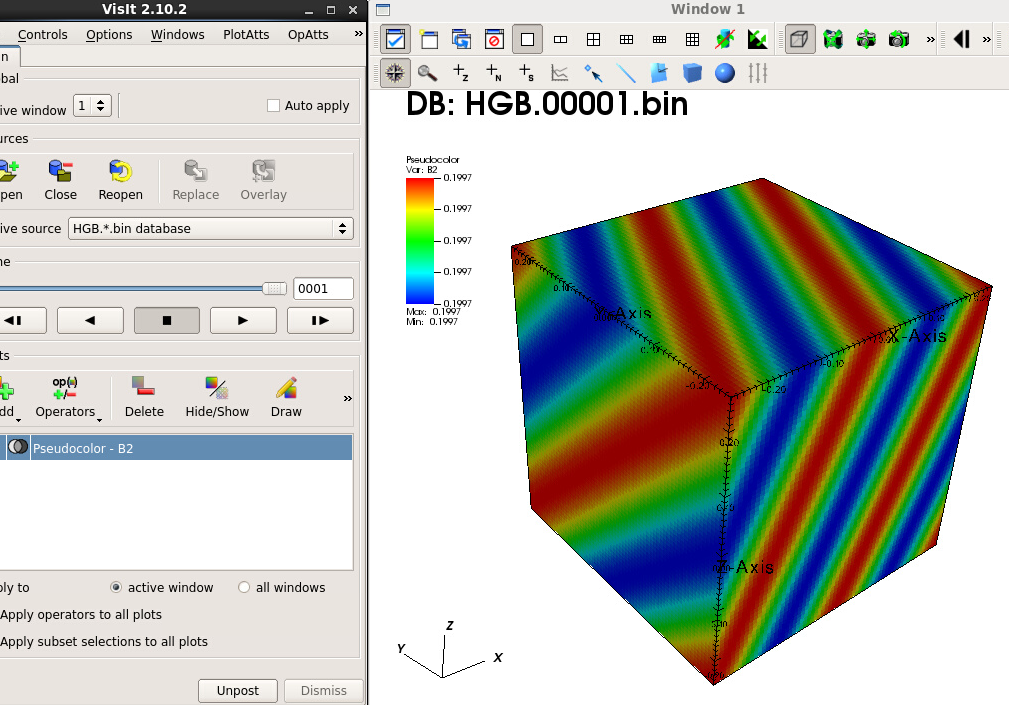 VisIt 2.10.2
Controls Options Windows PlotAtts OpAtts »
n
bal
ive window 1 Auto apply
urces
pen Close Reopen Replace Overlay
ive source HGB.*.bin database
ne
0001
ts
op()
dd Operators Delete Hide/Show Draw »
Pseudocolor - B2
ply to active window all windows
Apply operators to all plots
Apply subset selections to all plots
Unpost Dismiss
Window 1
» »
Z N S
DB: HGB.00001.bin
Pseudocolor
Var: B2
0.1997
0.1997
0.1997
0.1997
0.1997
Max: 0.1997
Min: 0.1997
0.20
0.10
-Axis
X-Axis
-0.10
-0.20
-0.20
0.20
-Axis
Z
Y
X